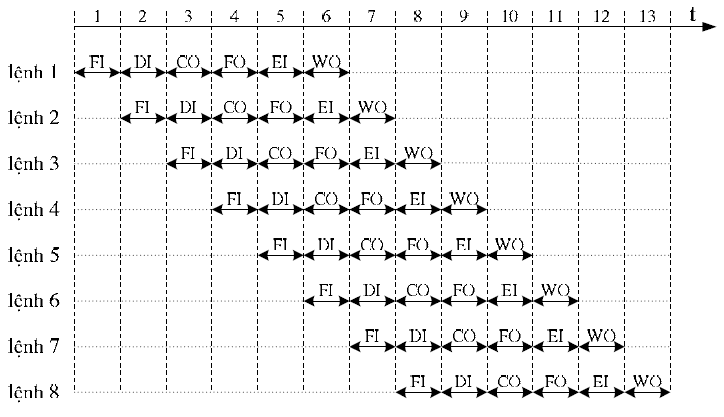 1 2 3 4 5 6 7 8 9 10 11 12 13 t
lệnh 1 FI DI CO FO EI WO
lệnh 2 FI DI CO FO EI WO
lệnh 3 FI DI CO FO EI WO
lệnh 4 FI DI CO FO EI WO
lệnh 5 FI DI CO FO EI WO
lệnh 6 FI DI CO FO EI WO
lệnh 7 FI DI CO FO EI WO
lệnh 8 FI DI CO FO EI WO